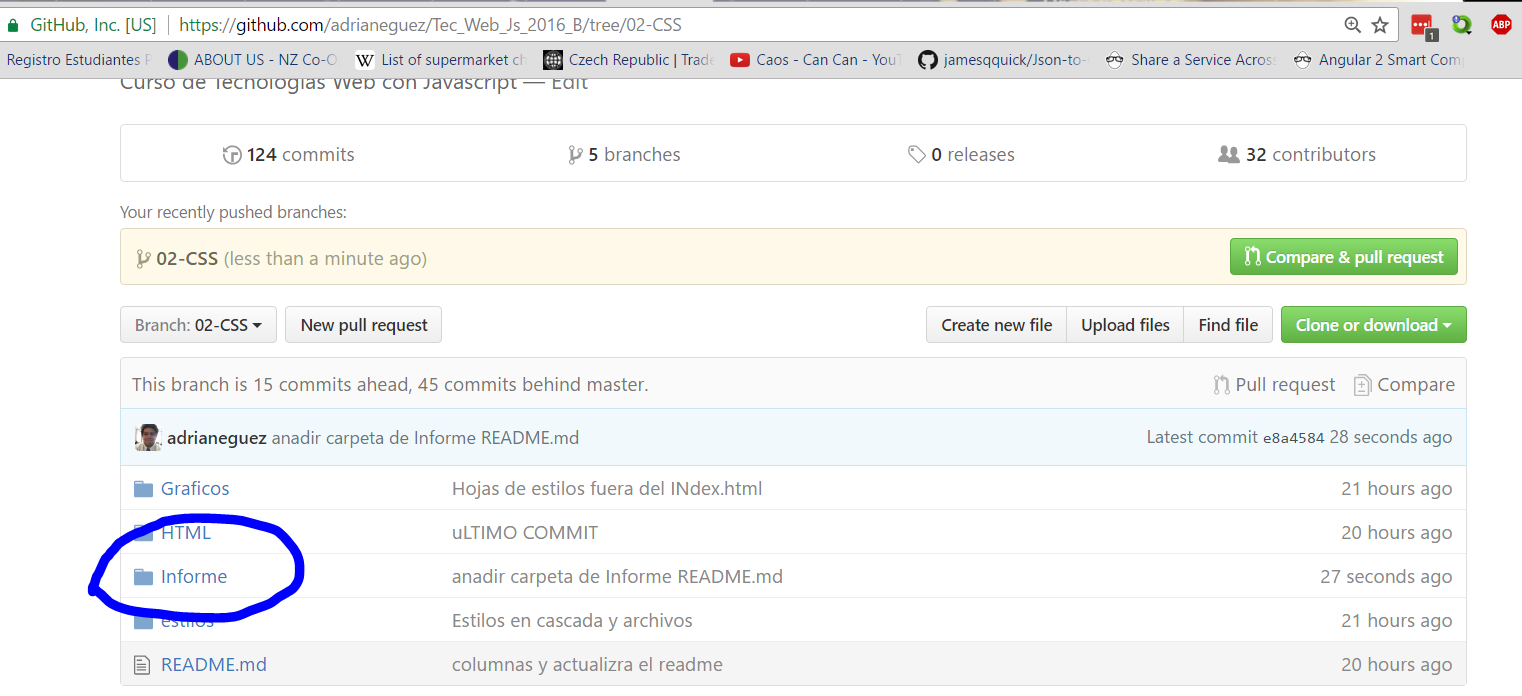 GitHub, Inc. [US] | https://github.com/adrianeguez/Tec_Web_Js_2016_B/tree/02-CSS 1 ABP
Registro Estudiantes ABOUT US - NZ Co-O List of supermarket ch Czech Republic | Trade Caos - Can Can - YouT jamesqquick/Json-to- Share a Service Across Angular 2 Smart Com
Curso de Tecnologías Web con Javascript — Edit
124 commits 5 branches 0 releases 32 contributors
Your recently pushed branches:
02-CSS (less than a minute ago) Compare & pull request
Branch: 02-CSS New pull request Create new file Upload files Find file Clone or download
This branch is 15 commits ahead, 45 commits behind master. Pull request Compare
adrianeguez anadir carpeta de Informe README.md Latest commit e8a4584 28 seconds ago
Graficos Hojas de estilos fuera del INdex.html 21 hours ago
HTML uLTIMO COMMIT 20 hours ago
Informe anadir carpeta de Informe README.md 27 seconds ago
estilos Estilos en cascada y archivos 21 hours ago
README.md columnas y actualizra el readme 20 hours ago